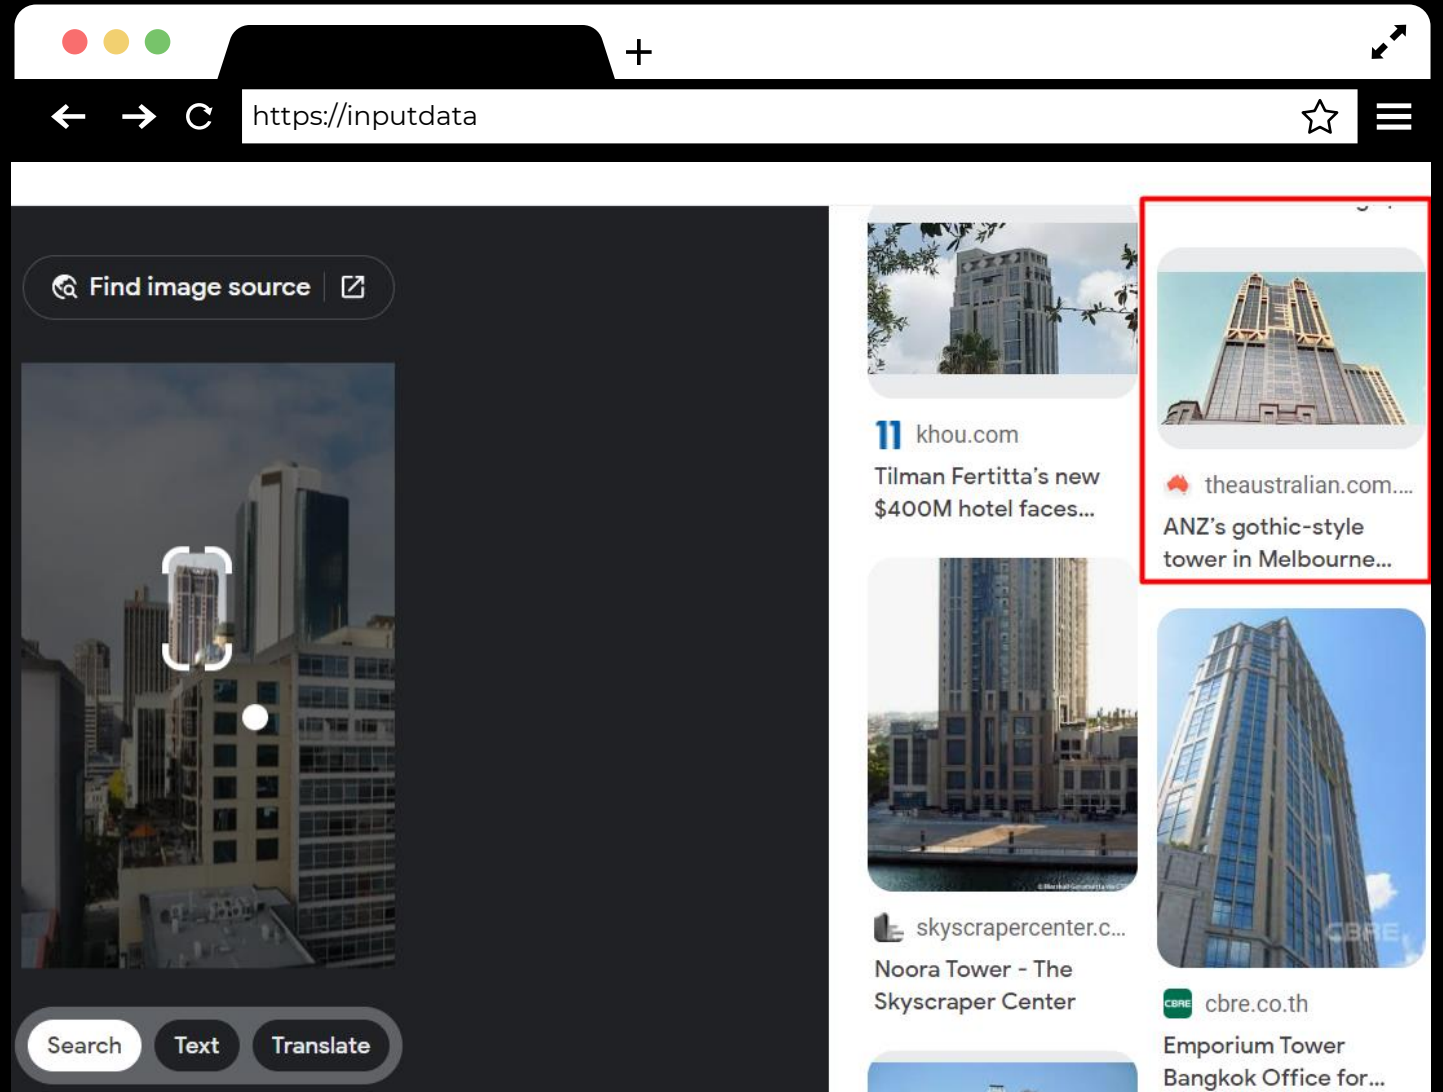 https://inputdata
Find image source
khou.com
Tilman Fertitta's new
$400M hotel faces...
theaustralian.com....
ANZ's gothic-style
tower in Melbourne...
skyscrapercenter.c...
Noora Tower - The
Skyscraper Center
CBRE
CBRE
cbre.co.th
Emporium Tower
Bangkok Office for...
Search
Text
Translate